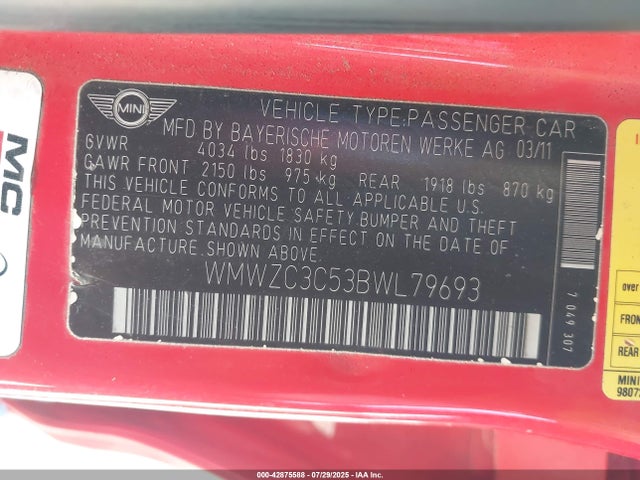 MINI
VEHICLE TYPE:PASSENGER CAR
MFD BY BAYERISCHE MOTOREN WERKE AG 03/11
GVWR 4034 lbs 1830 kg
GAWR FRONT 2150 lbs 975 kg REAR 1918 lbs 870 kg
THIS VEHICLE CONFORMS TO ALL APPLICABLE U.S.
FEDERAL MOTOR VEHICLE SAFETY,BUMPER AND THEFT
PREVENTION STANDARDS IN EFFECT ON THE DATE OF
MANUFACTURE SHOWN ABOVE.
WMWZC3C53BWL79693
7 049 307
MC
over
FRON
REAR
MINI
9807
000-42875588 - 07/29/2025 - IAA Inc.